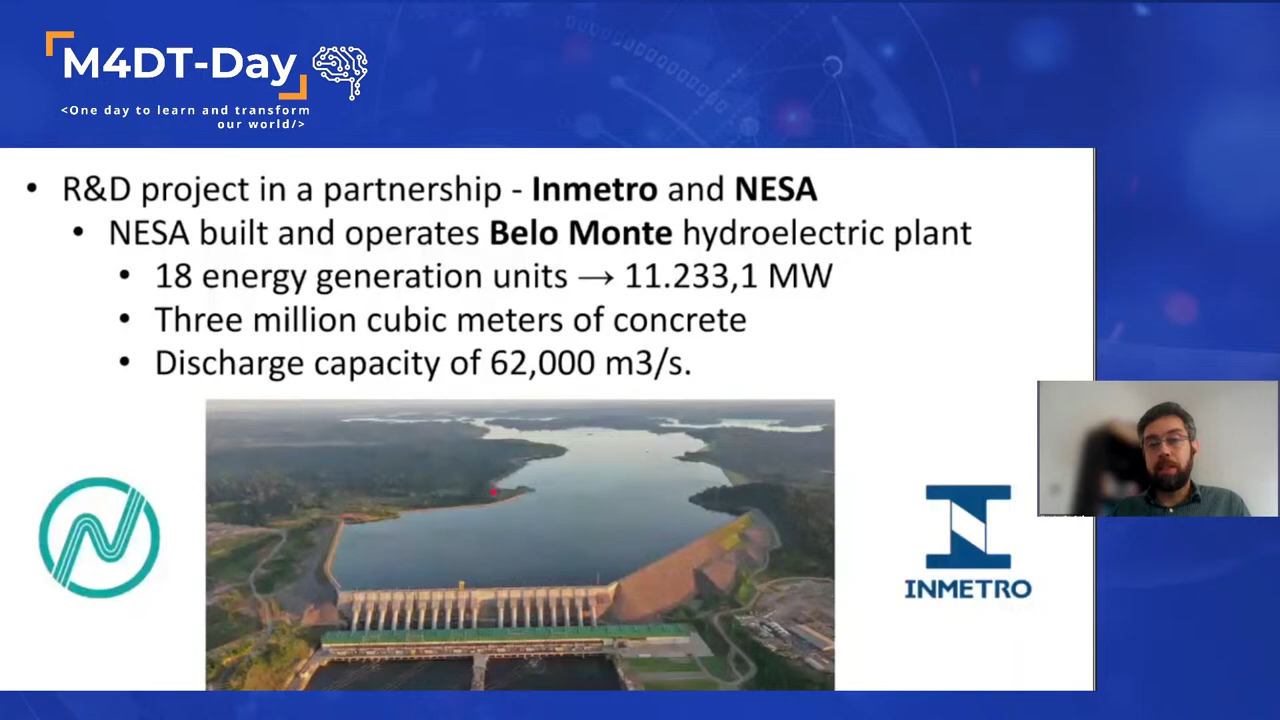 M4DT-Day
<One day to learn and transform
our world/>
• R&D project in a partnership - Inmetro and NESA
• NESA built and operates Belo Monte hydroelectric plant
• 18 energy generation units → 11.233,1 MW
• Three million cubic meters of concrete
• Discharge capacity of 62,000 m3/s.
INMETRO